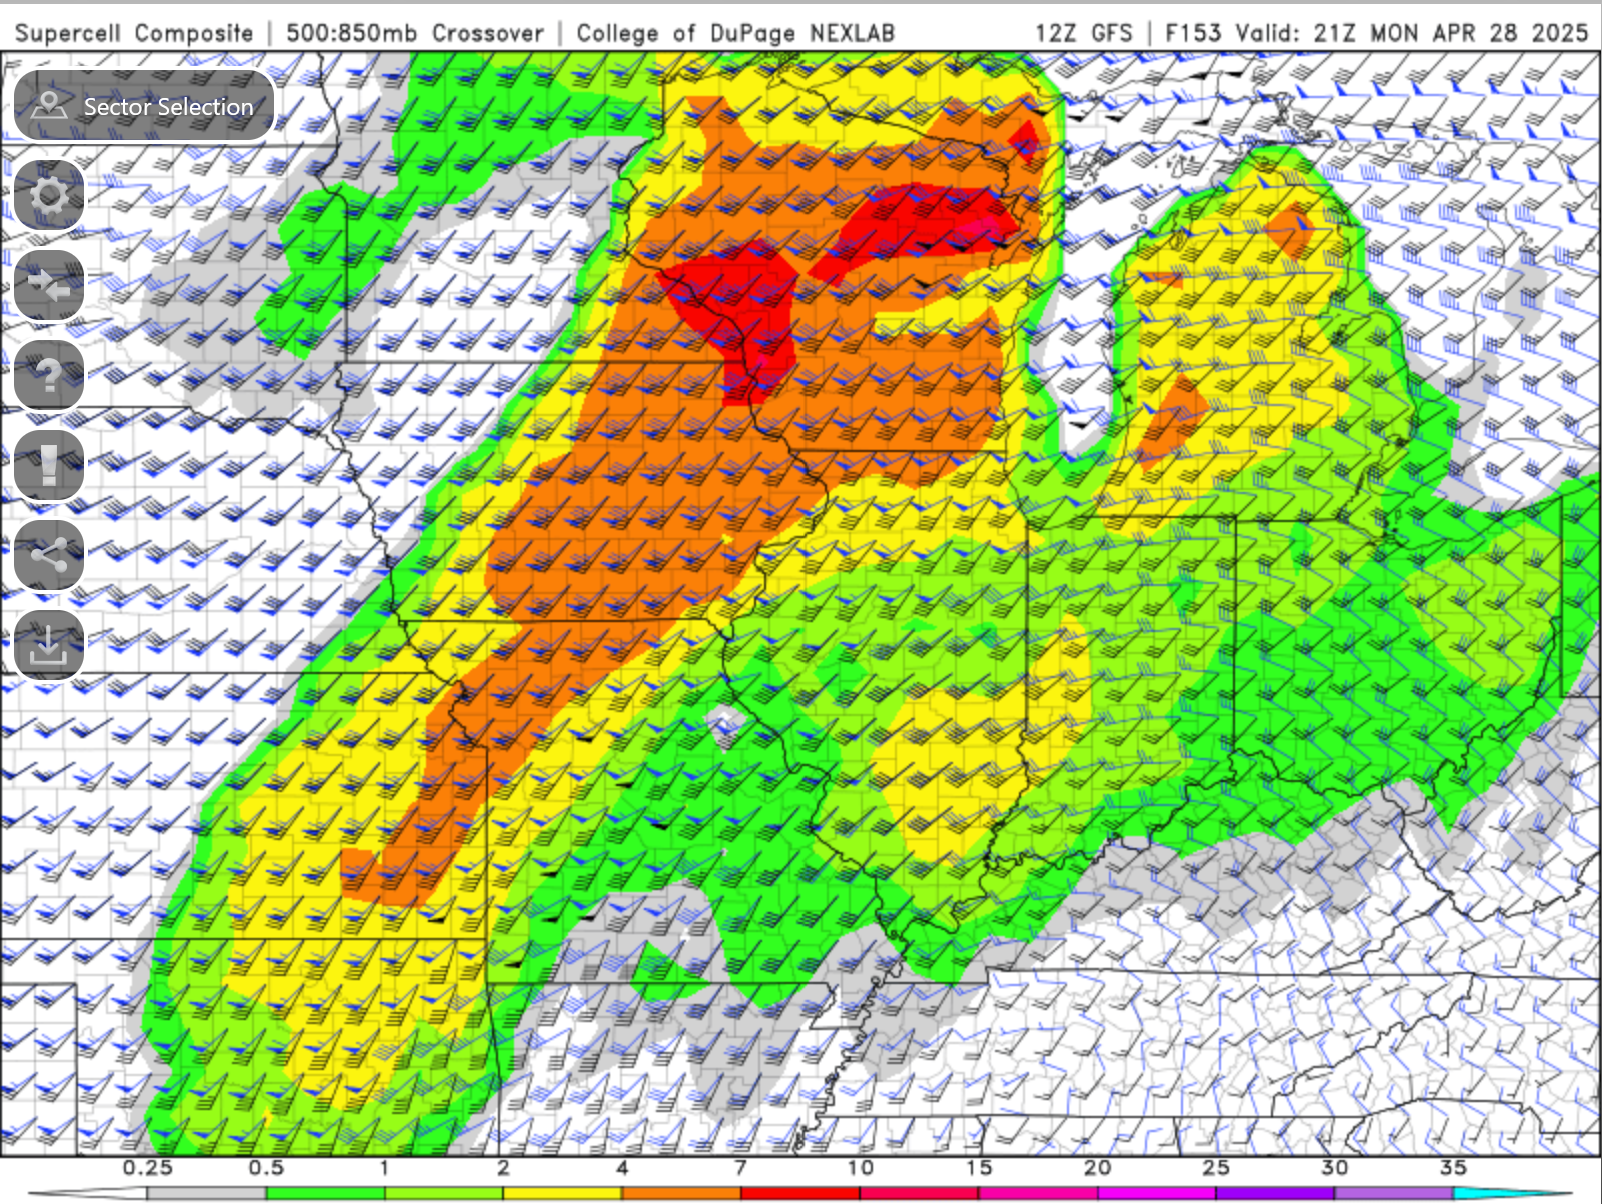 Supercell Composite | 500:850mb Crossover | College of DuPage NEXLAB 12Z GFS | F153 Valid: 21Z MON APR 28 2025
Sector Selection
?
!
0.25 0.5 1 2 4 7 10 15 20 25 30 35